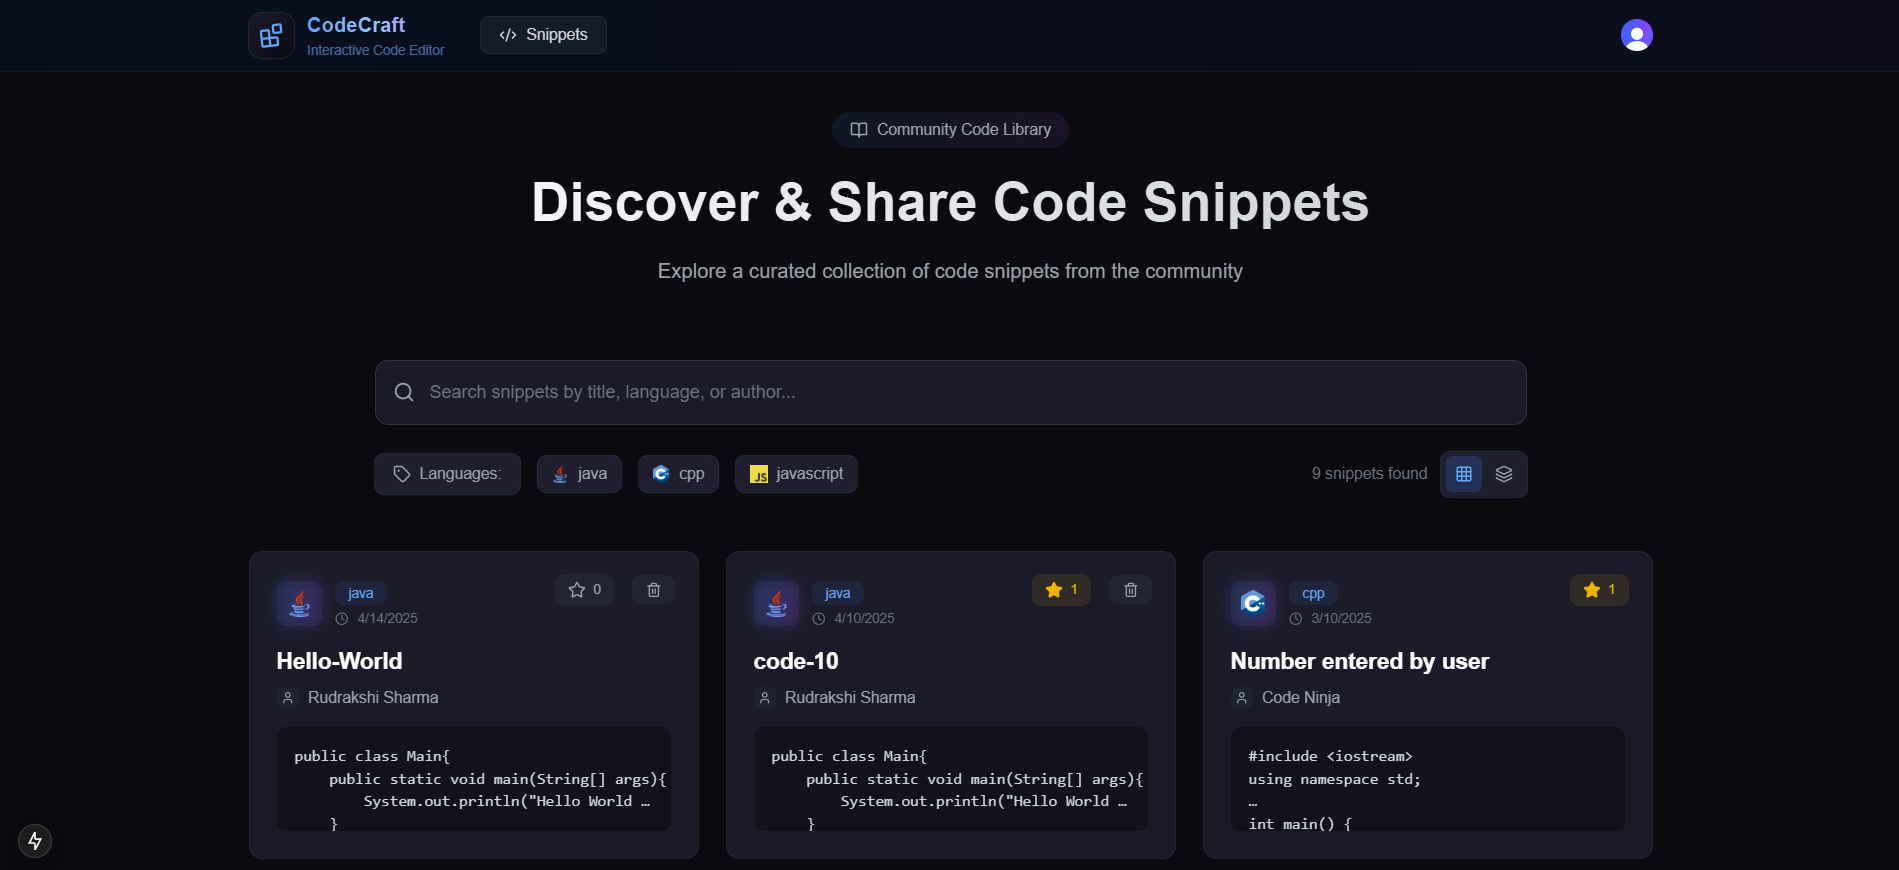 CodeCraft
Interactive Code Editor
Snippets
Community Code Library
Discover & Share Code Snippets
Explore a curated collection of code snippets from the community
Search snippets by title, language, or author...
Languages:
java
cpp
JS
javascript
9 snippets found
java
0
4/14/2025
Hello-World
Rudrakshi Sharma
public class Main{
    public static void main(String[] args){
        System.out.println("Hello World …
    }
java
1
4/10/2025
code-10
Rudrakshi Sharma
public class Main{
    public static void main(String[] args){
        System.out.println("Hello World …
    }
cpp
1
3/10/2025
Number entered by user
Code Ninja
#include <iostream>
using namespace std;
…
int main() {